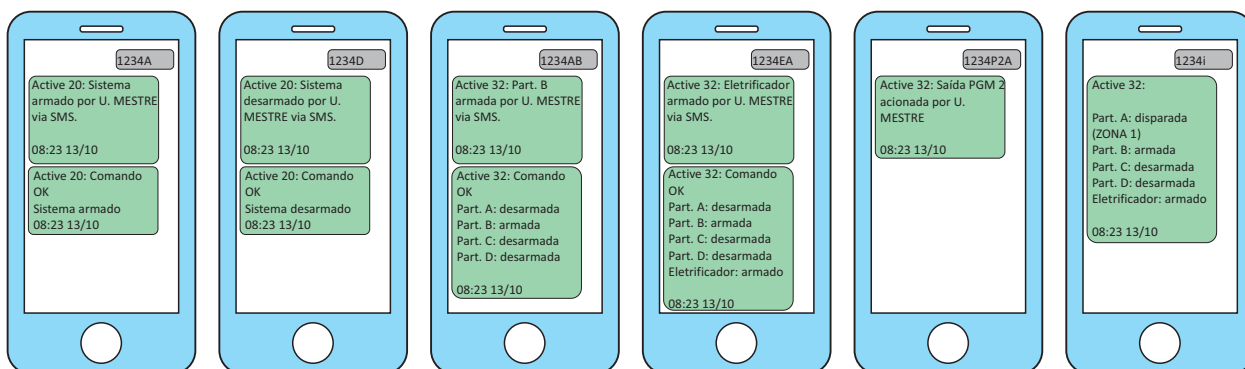 1234A
Active 20: Sistema
armado por U. MESTRE
via SMS.
08:23 13/10
Active 20: Comando
OK
Sistema armado
08:23 13/10
1234D
Active 20: Sistema
desarmado por U.
MESTRE via SMS.
08:23 13/10
Active 20: Comando
OK
Sistema desarmado
08:23 13/10
1234AB
Active 32: Part. B
armada por U. MESTRE
via SMS.
08:23 13/10
Active 32: Comando
OK
Part. A: desarmada
Part. B: armada
Part. C: desarmada
Part. D: desarmada
08:23 13/10
1234EA
Active 32: Eletrificador
armado por U. MESTRE
via SMS.
08:23 13/10
Active 32: Comando
OK
Part. A: desarmada
Part. B: armada
Part. C: desarmada
Part. D: desarmada
Eletrificador: armado
08:23 13/10
1234P2A
Active 32: Saída PGM 2
acionada por U.
MESTRE
08:23 13/10
1234i
Active 32:
Part. A: disparada
(ZONA 1)
Part. B: armada
Part. C: desarmada
Part. D: desarmada
Eletrificador: armado
08:23 13/10